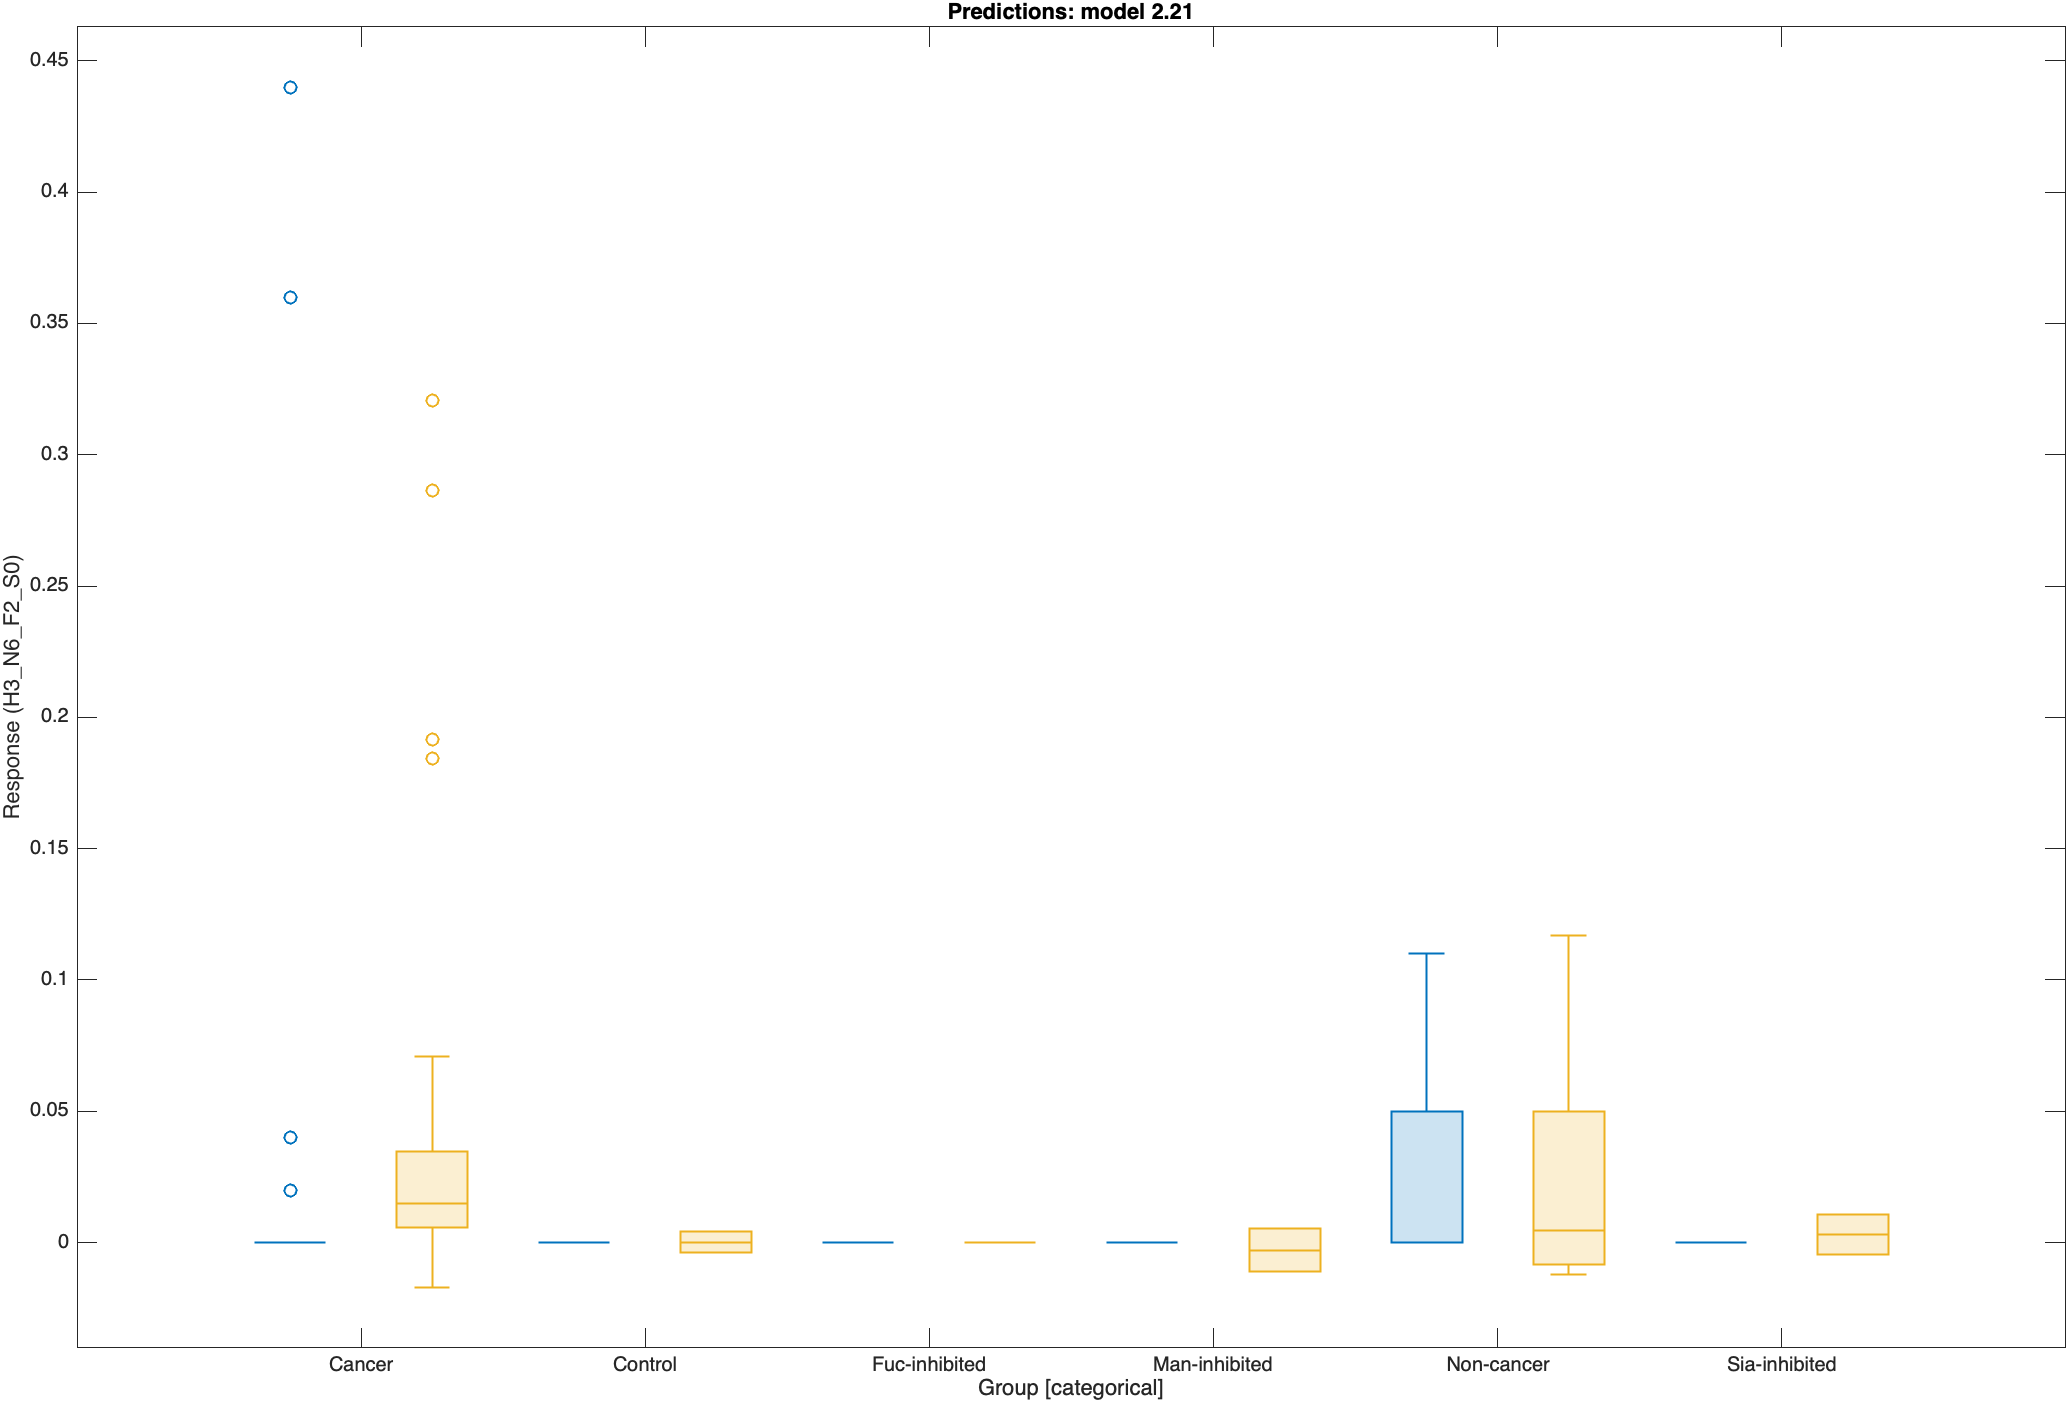 Predictions: model 2.21
0.45
0.4
0.35
0.3
0.25
0.2
0.15
0.1
0.05
0
Response (H3_N6_F2_S0)
Cancer Control Fuc-inhibited Man-inhibited Non-cancer Sia-inhibited
Group [categorical]